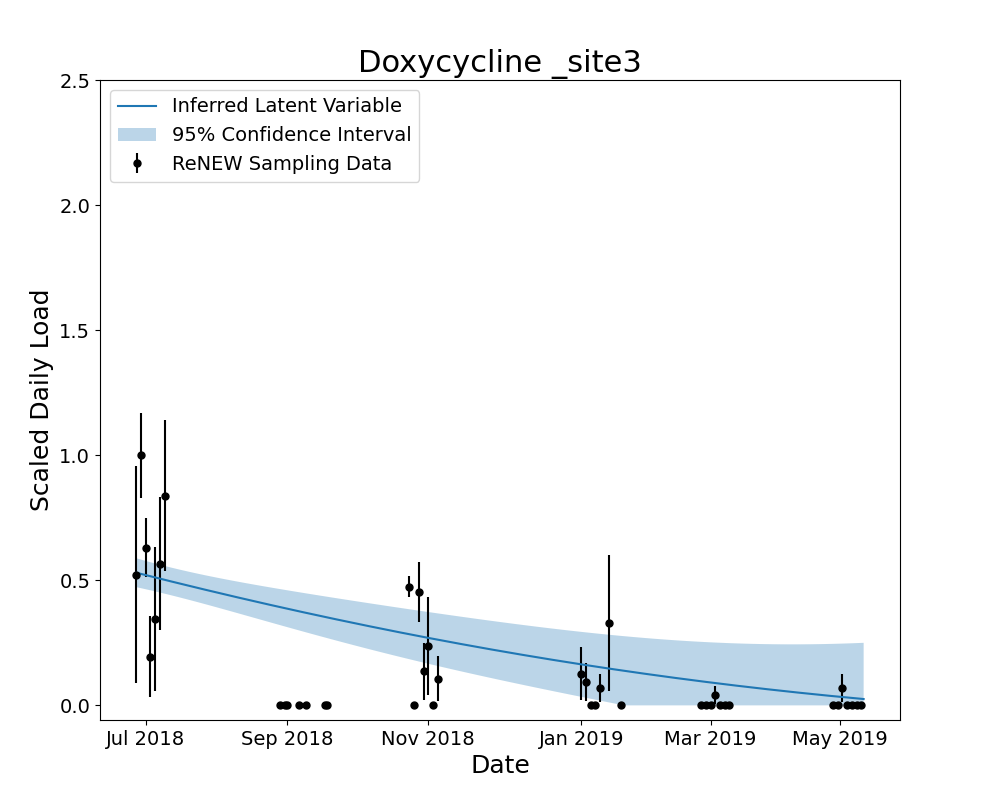 Doxycycline _site3
2.5
2.0
1.5
1.0
0.5
0.0
Scaled Daily Load
Inferred Latent Variable
95% Confidence Interval
ReNEW Sampling Data
Jul 2018 Sep 2018 Nov 2018 Jan 2019 Mar 2019 May 2019
Date